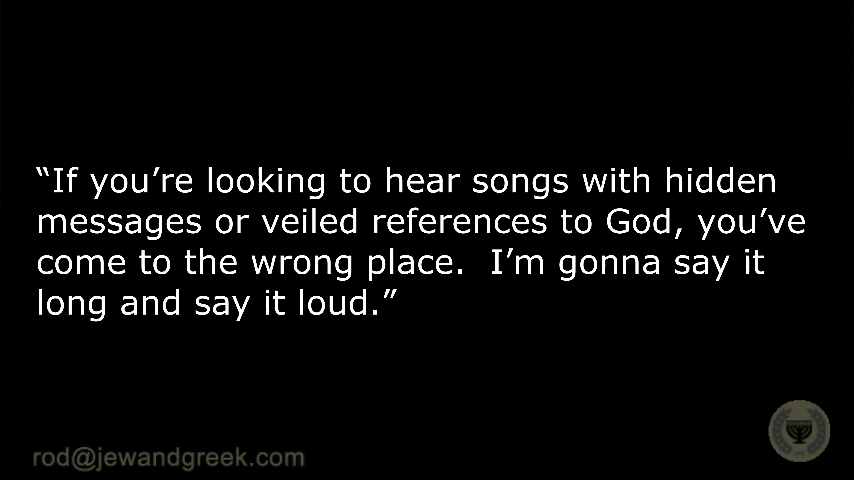 “If you’re looking to hear songs with hidden
messages or veiled references to God, you’ve
come to the wrong place.  I’m gonna say it
long and say it loud.”
rod@jewandgreek.com